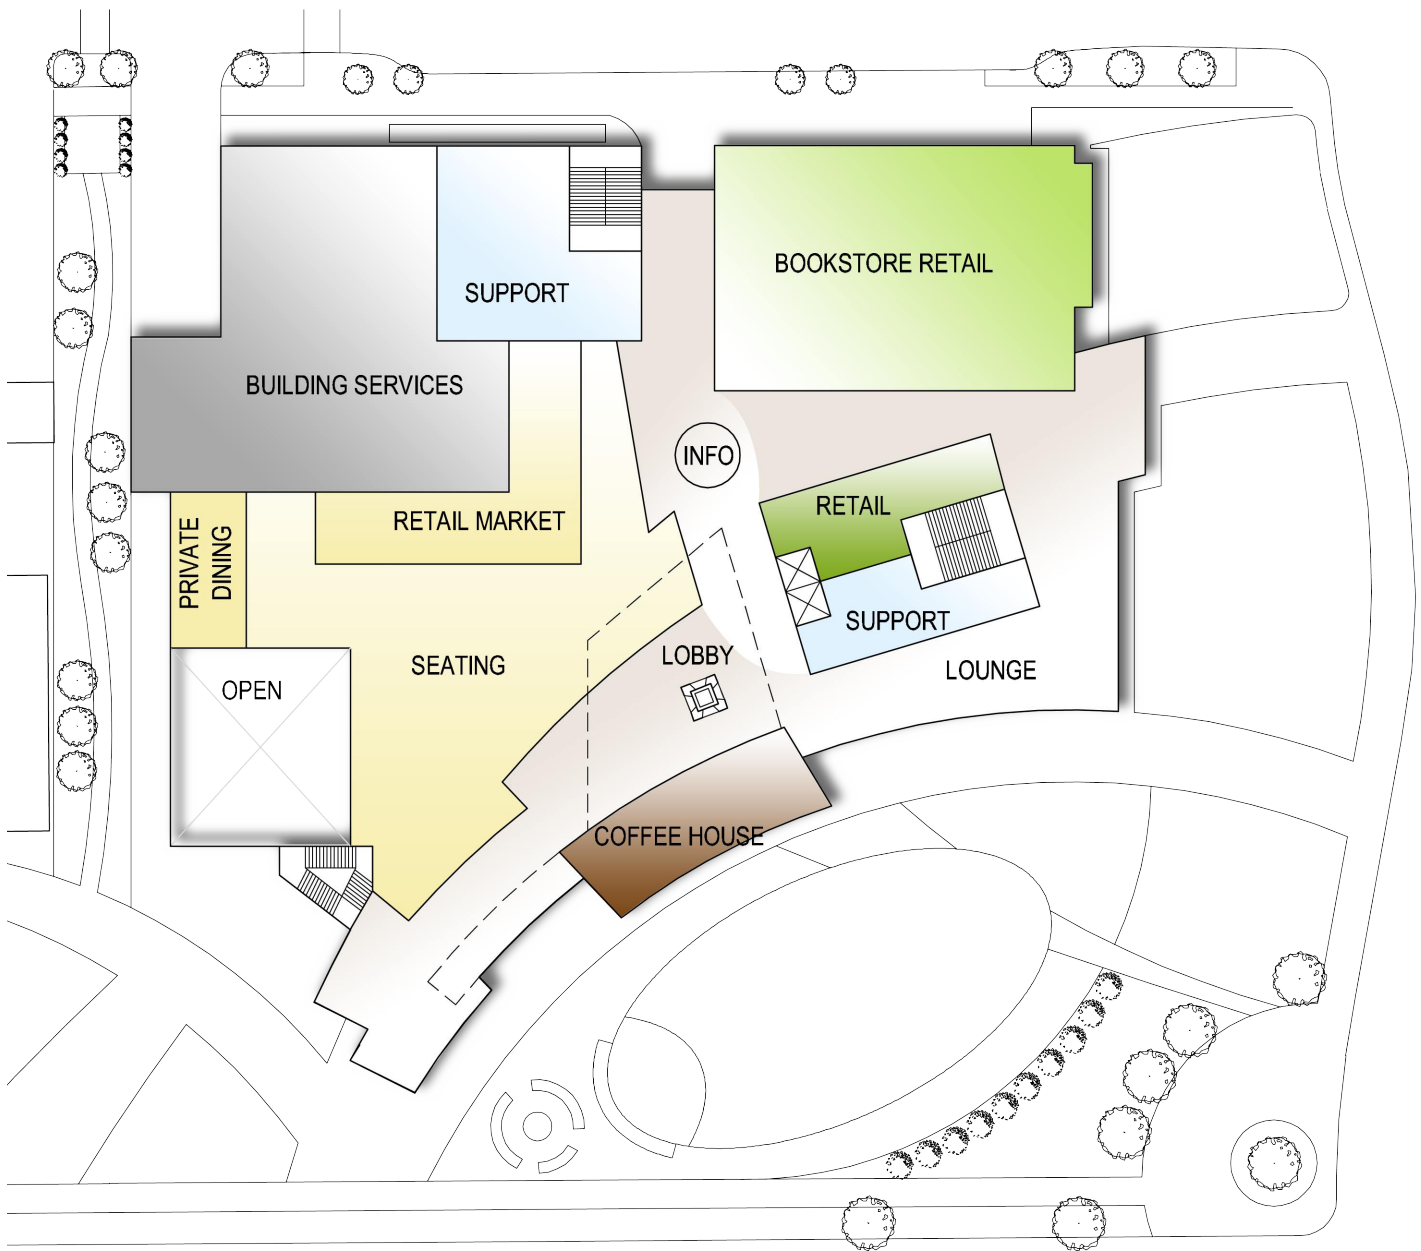 BOOKSTORE RETAIL
SUPPORT
BUILDING SERVICES
INFO
RETAIL
RETAIL MARKET
PRIVATE
DINING
SUPPORT
LOBBY
SEATING
LOUNGE
OPEN
COFFEE HOUSE